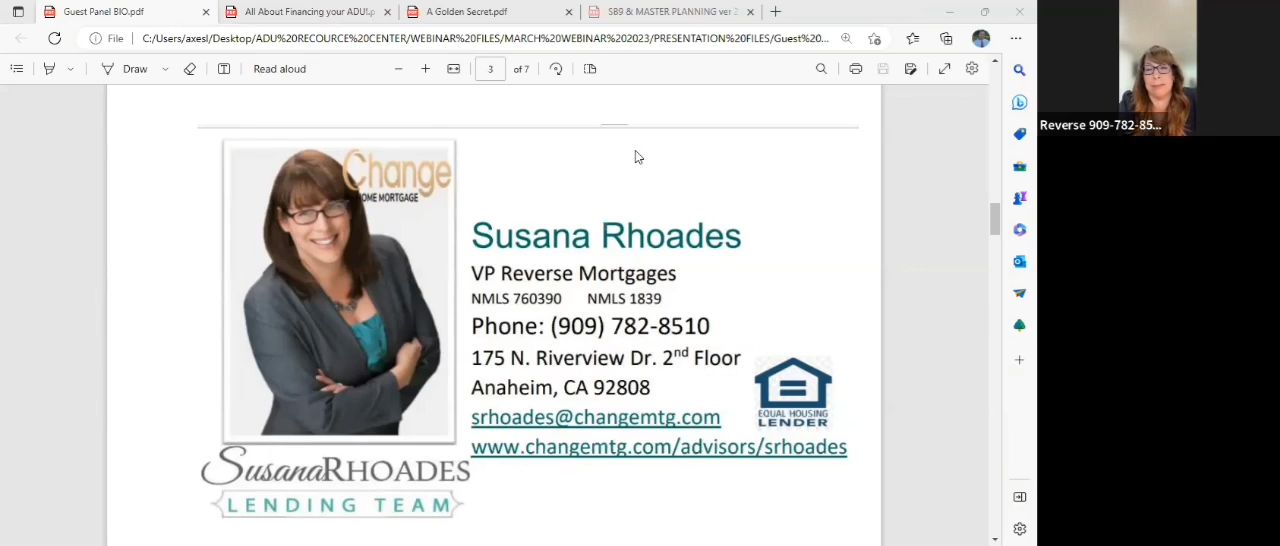 Guest Panel BIO.pdf
All About Financing your ADU!.p
A Golden Secret.pdf
SB9 & MASTER PLANNING ver 2
File
C:/Users/axesl/Desktop/ADU%20RECOURCE%20CENTER/WEBINAR%20FILES/MARCH%20WEBINAR%202023/PRESENTATION%20FILES/Guest%20...
Draw
Read aloud
3 of 7
Reverse 909-782-85...
Change
HOME MORTGAGE
Susana Rhoades
VP Reverse Mortgages
NMLS 760390 NMLS 1839
Phone: (909) 782-8510
175 N. Riverview Dr. 2nd Floor
Anaheim, CA 92808
srhoades@changemtg.com
www.changemtg.com/advisors/srhoades
EQUAL HOUSING
LENDER
Susana RHOADES
LENDING TEAM